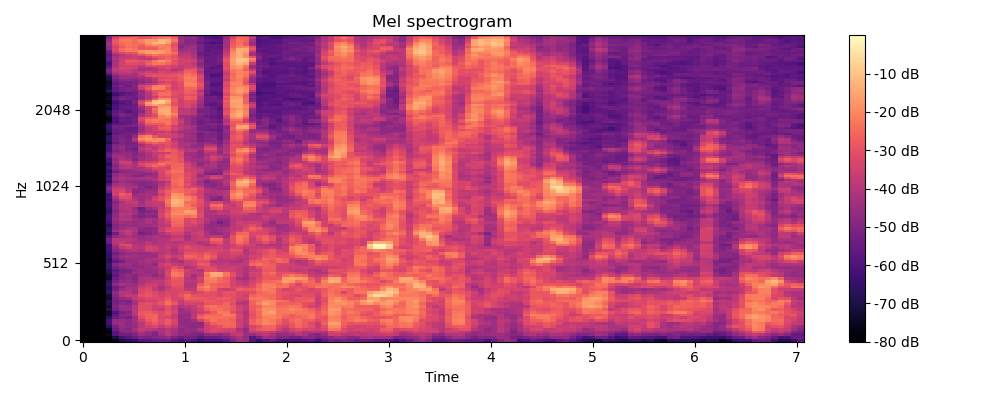 Mel spectrogram
Hz
2048
1024
512
0
0 1 2 3 4 5 6 7
Time
-10 dB
-20 dB
-30 dB
-40 dB
-50 dB
-60 dB
-70 dB
-80 dB